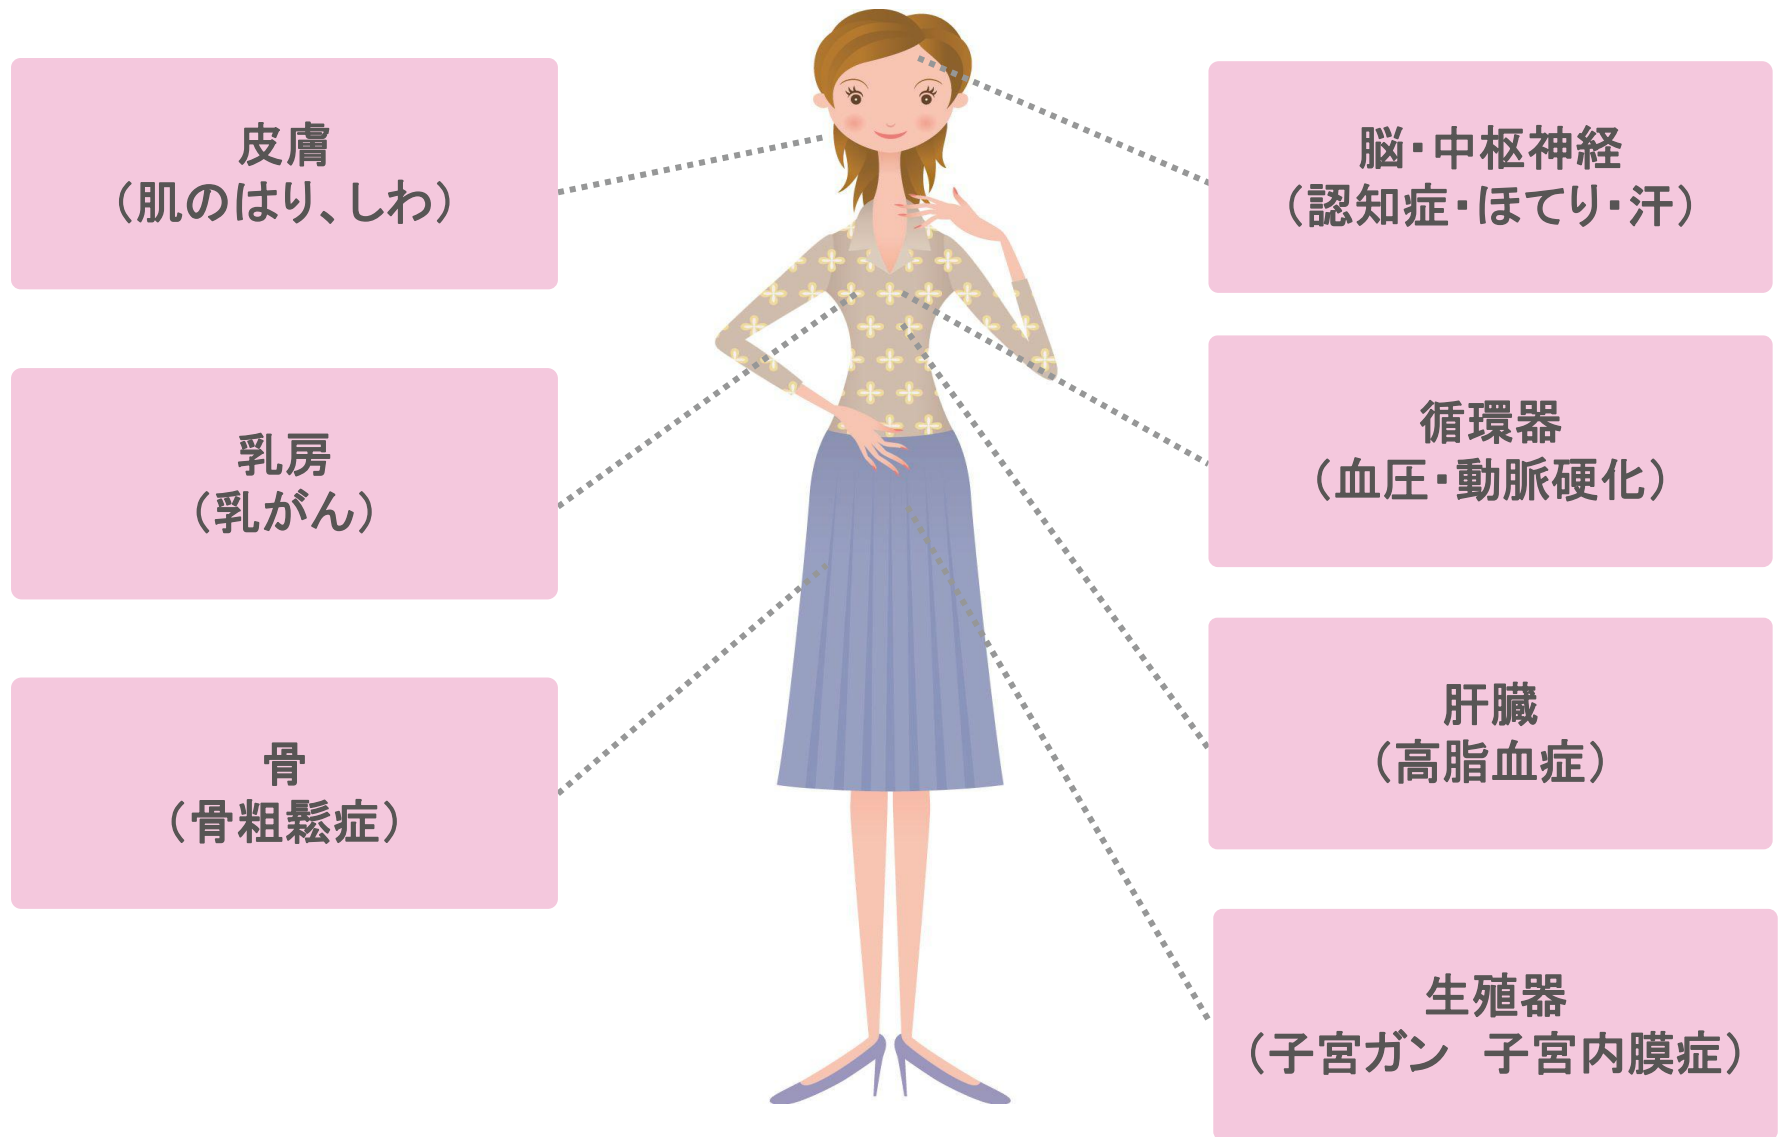 皮膚
（肌のはり、しわ）
乳房
（乳がん）
骨
（骨粗鬆症）
脳・中枢神経
（認知症・ほてり・汗）
循環器
（血圧・動脈硬化）
肝臓
（高脂血症）
生殖器
（子宮ガン　子宮内膜症）